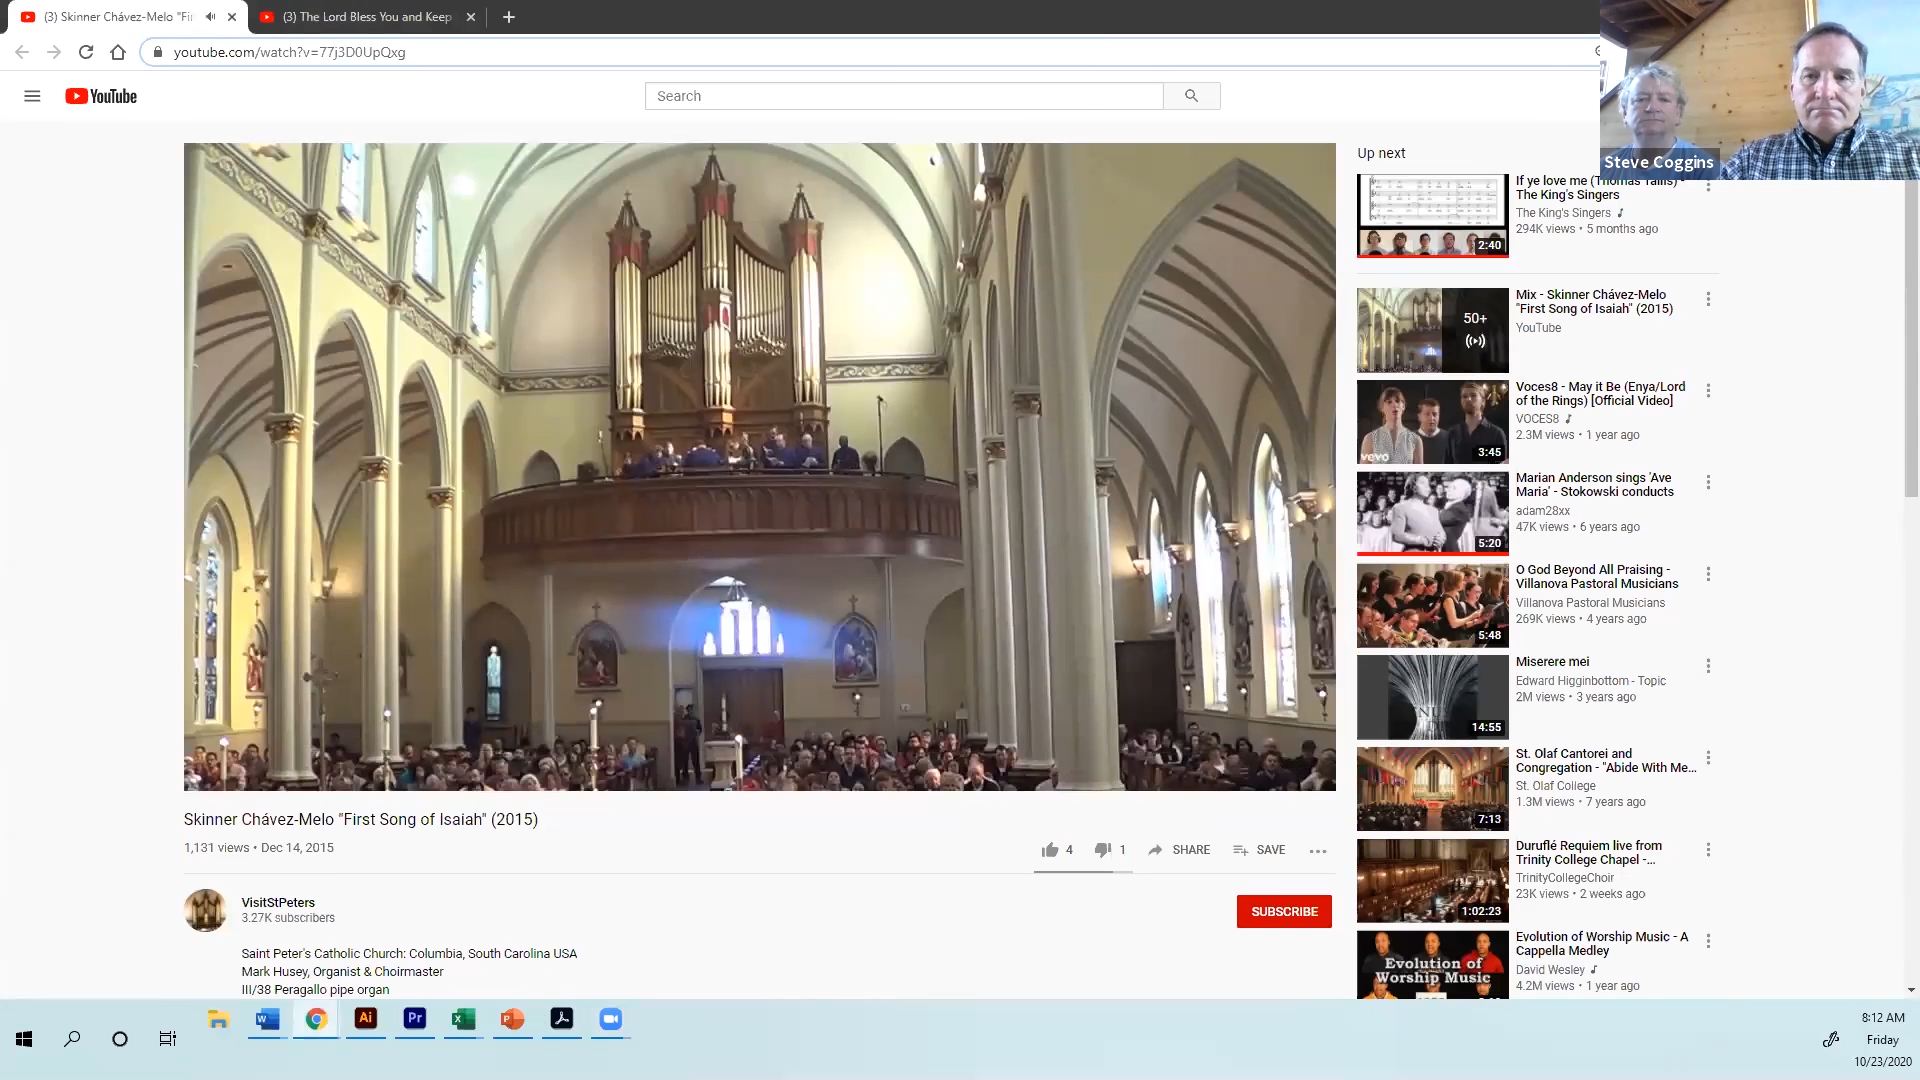 (3) Skinner Chávez-Melo "Fir
(3) The Lord Bless You and Keep
youtube.com/watch?v=77j3D0UpQxg
YouTube
Search
Steve Coggins
Up next
If ye love me (Thomas Tallis) -
The King's Singers
The King's Singers
294K views • 5 months ago
2:40
Mix - Skinner Chávez-Melo
"First Song of Isaiah" (2015)
YouTube
50+
Voces8 - May it Be (Enya/Lord
of the Rings) [Official Video]
VOCES8
2.3M views • 1 year ago
vevo
3:45
Marian Anderson sings 'Ave
Maria' - Stokowski conducts
adam28xx
47K views • 6 years ago
5:20
O God Beyond All Praising -
Villanova Pastoral Musicians
Villanova Pastoral Musicians
269K views • 4 years ago
5:48
Miserere mei
Edward Higginbottom - Topic
2M views • 3 years ago
14:55
St. Olaf Cantorei and
Congregation - "Abide With Me...
St. Olaf College
1.3M views • 7 years ago
7:13
Duruflé Requiem live from
Trinity College Chapel -...
TrinityCollegeChoir
23K views • 2 weeks ago
1:02:23
Evolution of Worship Music - A
Cappella Medley
David Wesley
4.2M views • 1 year ago
Evolution of
Worship Music
Skinner Chávez-Melo "First Song of Isaiah" (2015)
1,131 views • Dec 14, 2015
4
1
SHARE
SAVE
VisitStPeters
3.27K subscribers
SUBSCRIBE
Saint Peter's Catholic Church: Columbia, South Carolina USA
Mark Husey, Organist & Choirmaster
III/38 Peragallo pipe organ
W
Ai
Pr
X
P
8:12 AM
Friday
10/23/2020